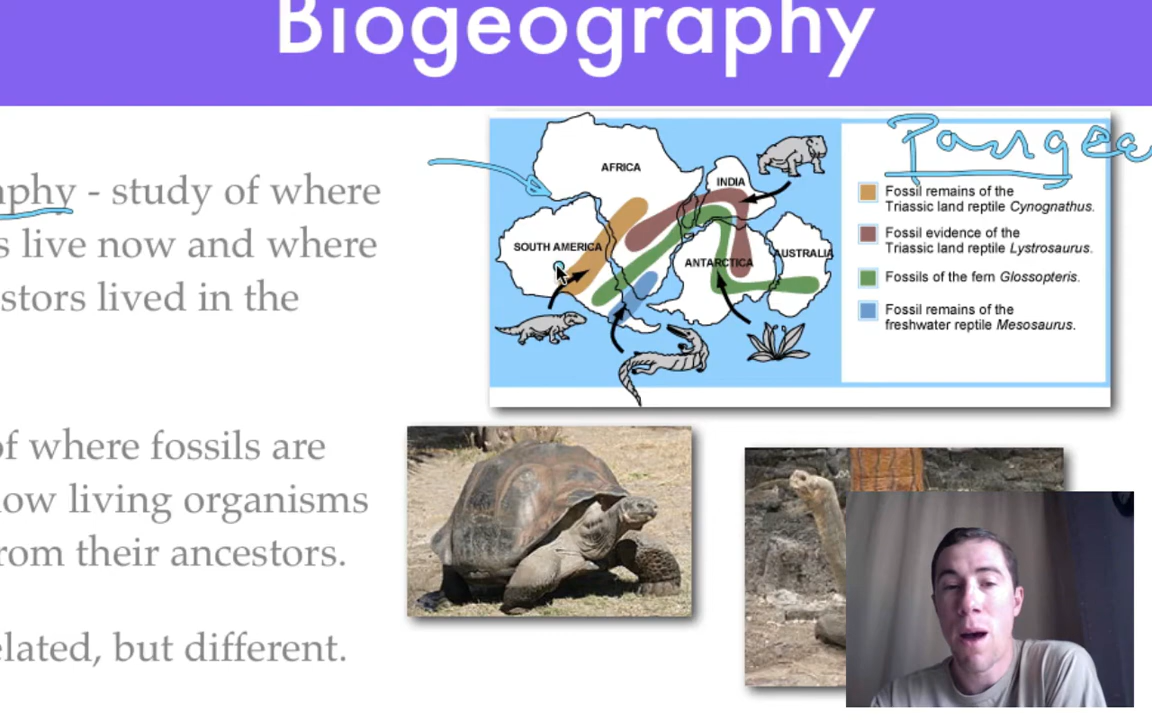 Biogeography
aphy - study of where
s live now and where
stors lived in the
of where fossils are
ow living organisms
rom their ancestors.
elated, but different.
Pangea
AFRICA
INDIA
SOUTH AMERICA
ANTARCTICA
AUSTRALIA
Fossil remains of the
Triassic land reptile Cynognathus.
Fossil evidence of the
Triassic land reptile Lystrosaurus.
Fossils of the fern Glossopteris.
Fossil remains of the
freshwater reptile Mesosaurus.